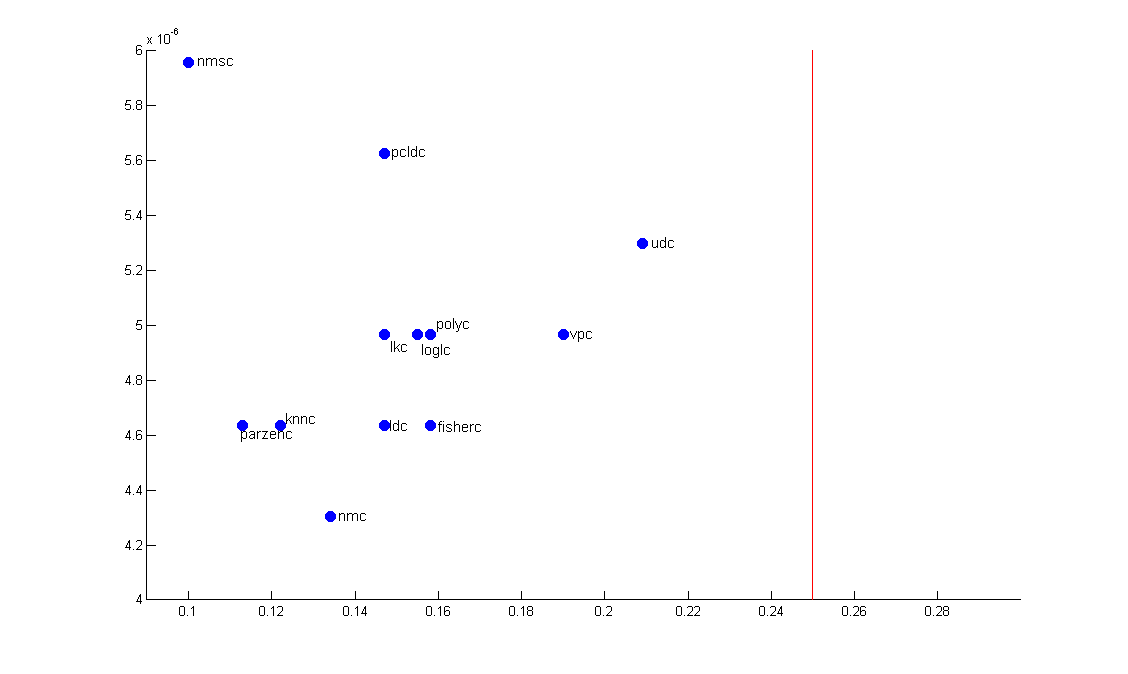 x 10-6
6
nmsc
5.8
5.6
pcldc
5.4
udc
5.2
5
polyc
vpc
lkc
loglc
4.8
knnc
parzenc
ldc
fisherc
4.6
4.4
nmc
4.2
4
0.1 0.12 0.14 0.16 0.18 0.2 0.22 0.24 0.26 0.28